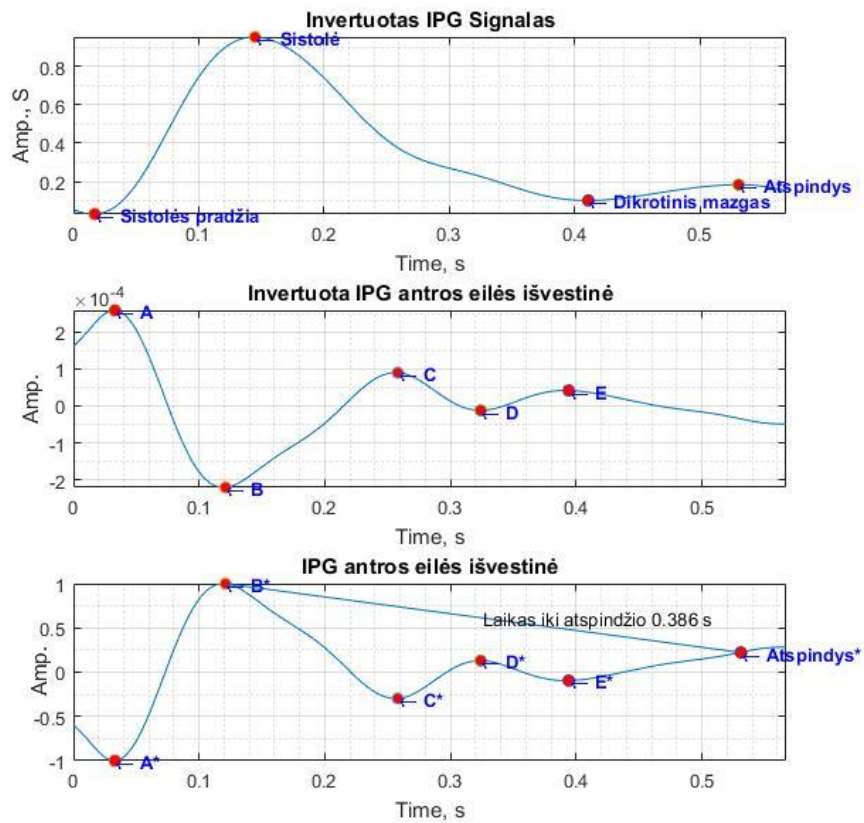 Invertuotas IPG Signalas
Amp., S
0.8
0.6
0.4
0.2
Sistolė
Sistolės pradžia
Dikrotinis mazgas
Atspindys
0 0.1 0.2 0.3 0.4 0.5
Time, s
× 10⁻⁴
Invertuota IPG antros eilės išvestinė
Amp.
2
1
0
-1
-2
A
B
C
D
E
0 0.1 0.2 0.3 0.4 0.5
Time, s
IPG antros eilės išvestinė
Amp.
1
0.5
0
-0.5
-1
B*
Laikas iki atspindžio 0.386 s
Atspindys*
D*
E*
C*
A*
0 0.1 0.2 0.3 0.4 0.5
Time, s